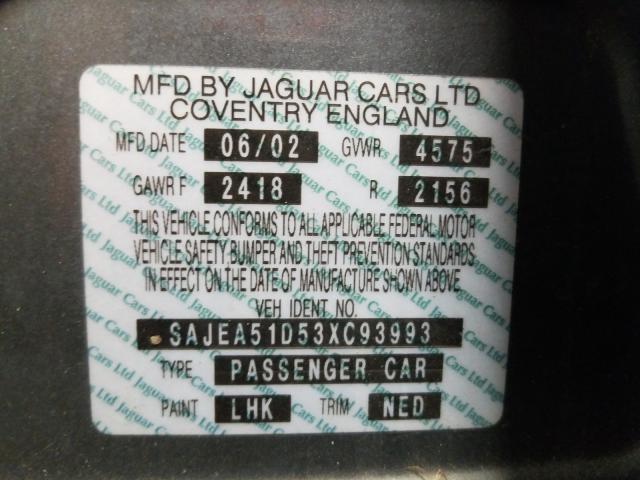 MFD BY JAGUAR CARS LTD
COVENTRY ENGLAND
MFD DATE 06/02 GVWR 4575
GAWR F 2418 R 2156
THIS VEHICLE CONFORMS TO ALL APPLICABLE FEDERAL MOTOR
VEHICLE SAFETY BUMPER AND THEFT PREVENTION STANDARDS
IN EFFECT ON THE DATE OF MANUFACTURE SHOWN ABOVE
VEH IDENT NO.
SAJEA51D53XC93993
TYPE PASSENGER CAR
PAINT LHK TRIM NED